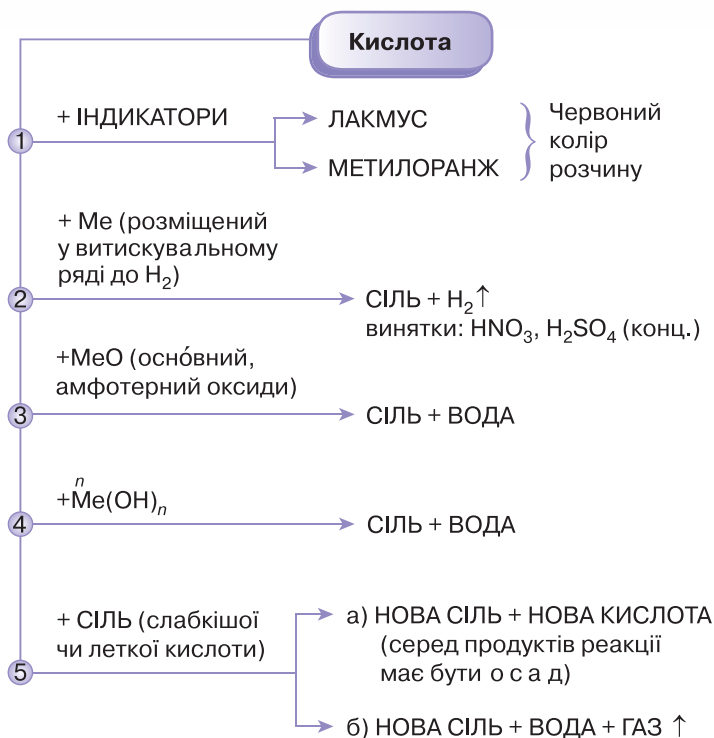 Кислота
1
+ ІНДИКАТОРИ
ЛАКМУС
МЕТИЛОРАНЖ
Червоний
колір
розчину
2
+ Ме (розміщений
у витискувальному
ряді до H₂)
СІЛЬ + H₂↑
винятки: HNO₃, H₂SO₄ (конц.)
3
+МеО (осно́вний,
амфотерний оксиди)
СІЛЬ + ВОДА
4
n
+Me(OH)ₙ
СІЛЬ + ВОДА
5
+ СІЛЬ (слабкішої
чи леткої кислоти)
а) НОВА СІЛЬ + НОВА КИСЛОТА
(серед продуктів реакції
має бути о с а д)
б) НОВА СІЛЬ + ВОДА + ГАЗ ↑